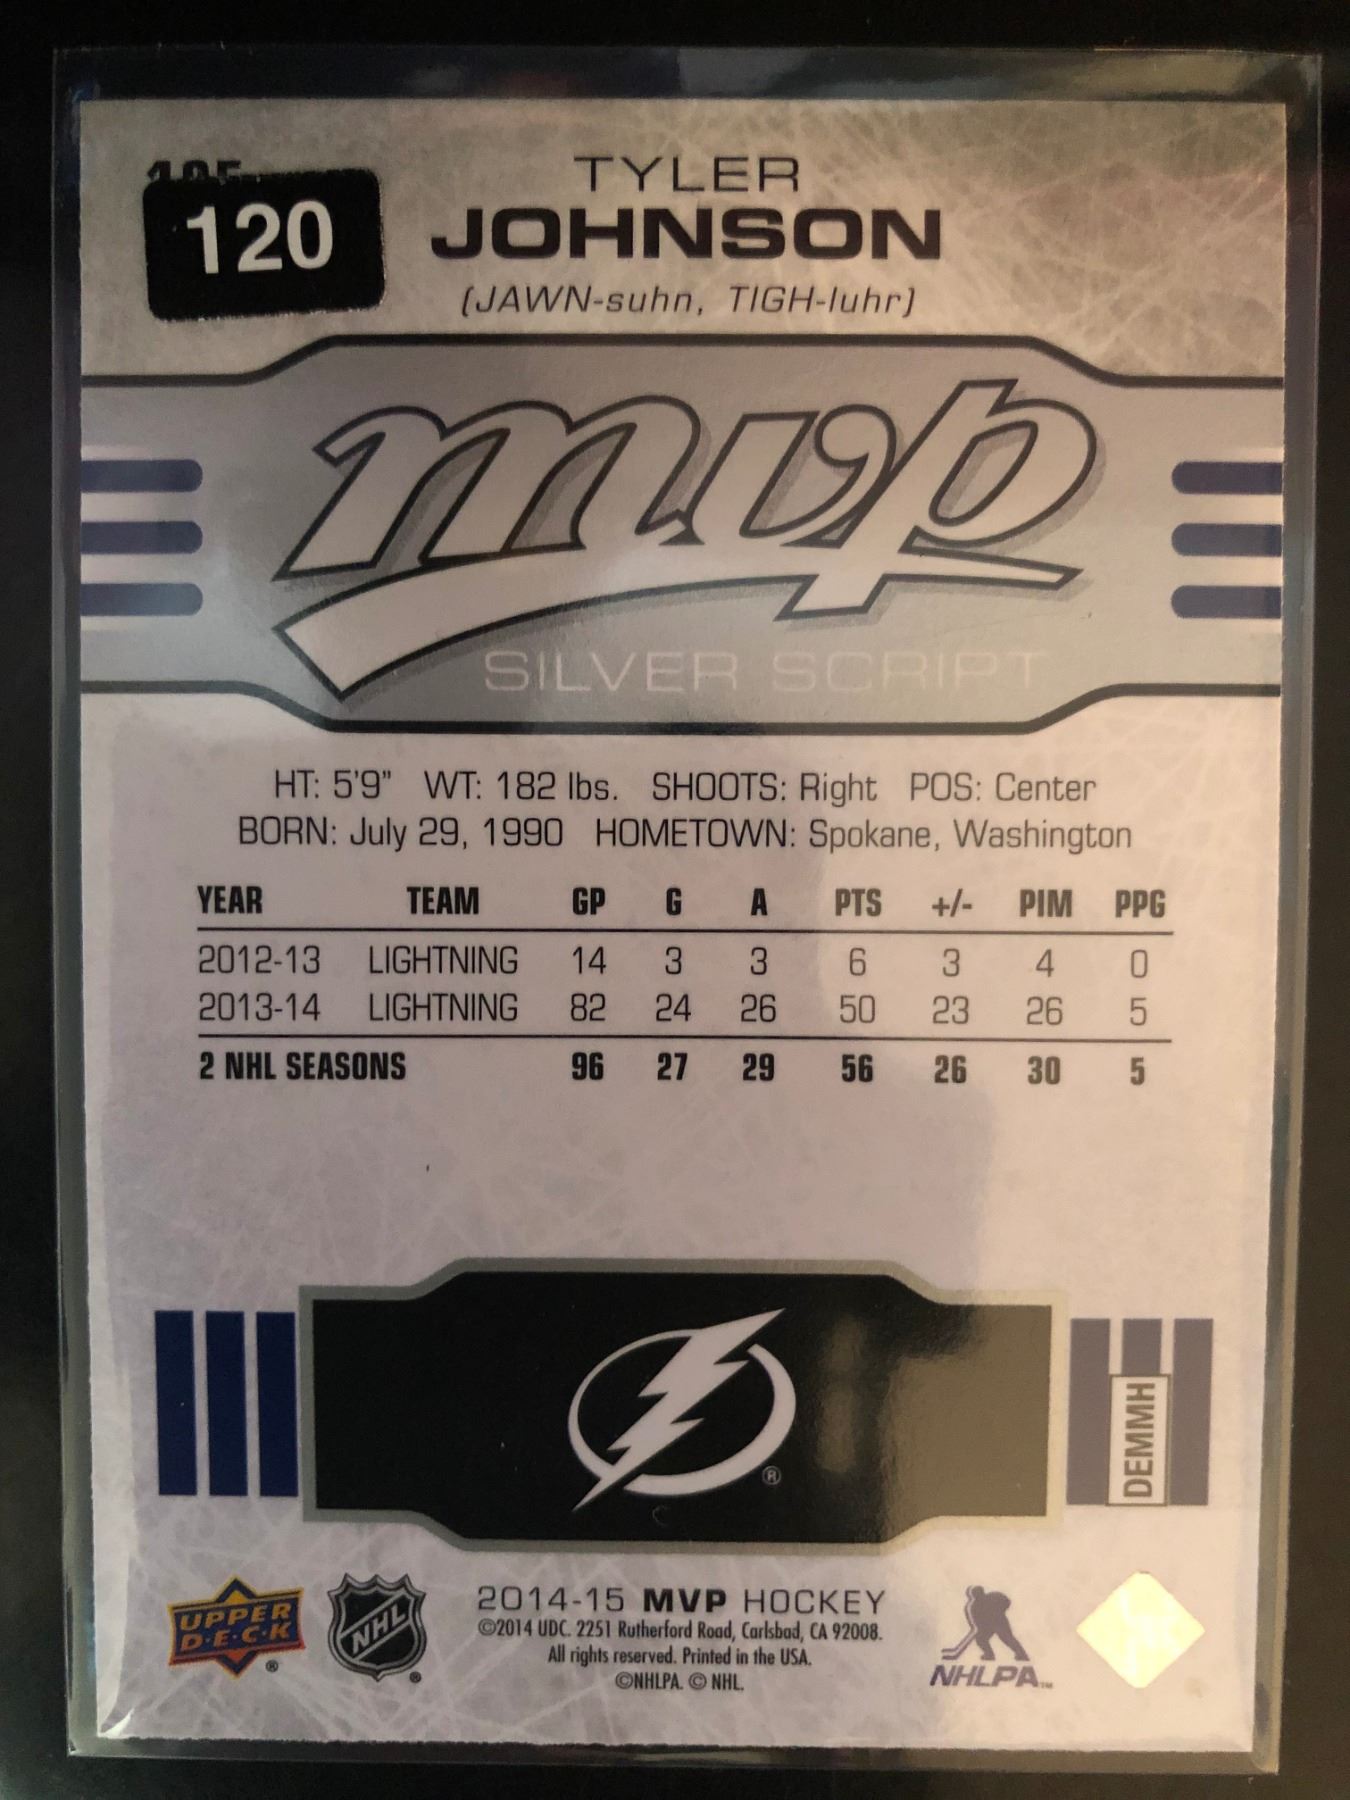 120
TYLER
JOHNSON
(JAWN-suhn, TIGH-luhr)
mvp
SILVER SCRIPT
HT: 5'9" WT: 182 lbs. SHOOTS: Right POS: Center
BORN: July 29, 1990 HOMETOWN: Spokane, Washington
YEAR TEAM GP G A PTS +/- PIM PPG
2012-13 LIGHTNING 14 3 3 6 3 4 0
2013-14 LIGHTNING 82 24 26 50 23 26 5
2 NHL SEASONS 96 27 29 56 26 30 5
®
DEMMH
UPPER
D·E·C·K
®
NHL
®
2014-15 MVP HOCKEY
©2014 UDC. 2251 Rutherford Road, Carlsbad, CA 92008.
All rights reserved. Printed in the USA.
©NHLPA. © NHL.
NHLPA™